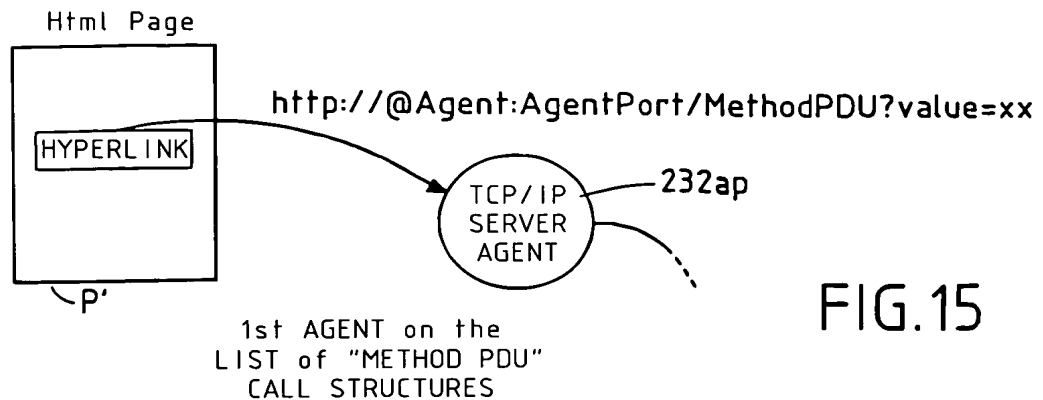 Html Page
http://@Agent:AgentPort/MethodPDU?value=xx
HYPERLINK
TCP/IP
SERVER
AGENT
232ap
P'
1st AGENT on the
LIST of "METHOD PDU"
CALL STRUCTURES
FIG.15